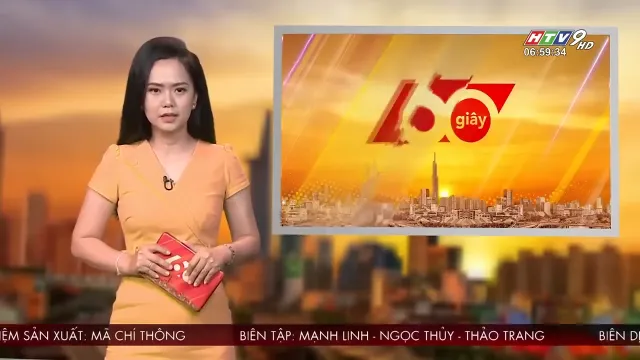 HTV9 HD
06:59:34
60 giây
IỆM SẢN XUẤT: MÃ CHÍ THÔNG BIÊN TẬP: MẠNH LINH - NGỌC THỦY - THẢO TRANG BIÊN D